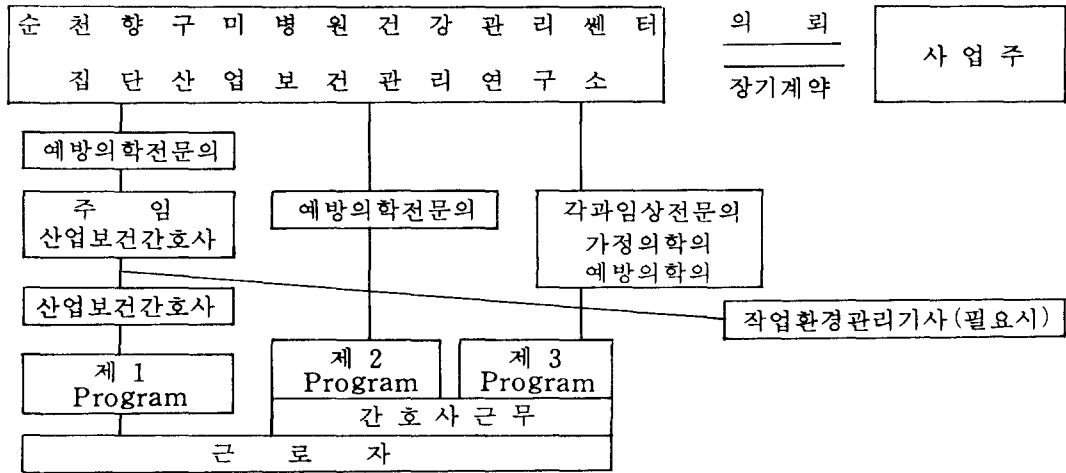 순천향구미병원건강관리쎈터
집단산업보건관리연구소
의 뢰
장기계약
사 업 주
예방의학전문의
주 임
산업보건간호사
예방의학전문의
각과임상전문의
가정의학의
예방의학의
산업보건간호사
작업환경관리기사(필요시)
제 1
Program
제 2
Program
제 3
Program
간 호 사 근 무
근 로 자